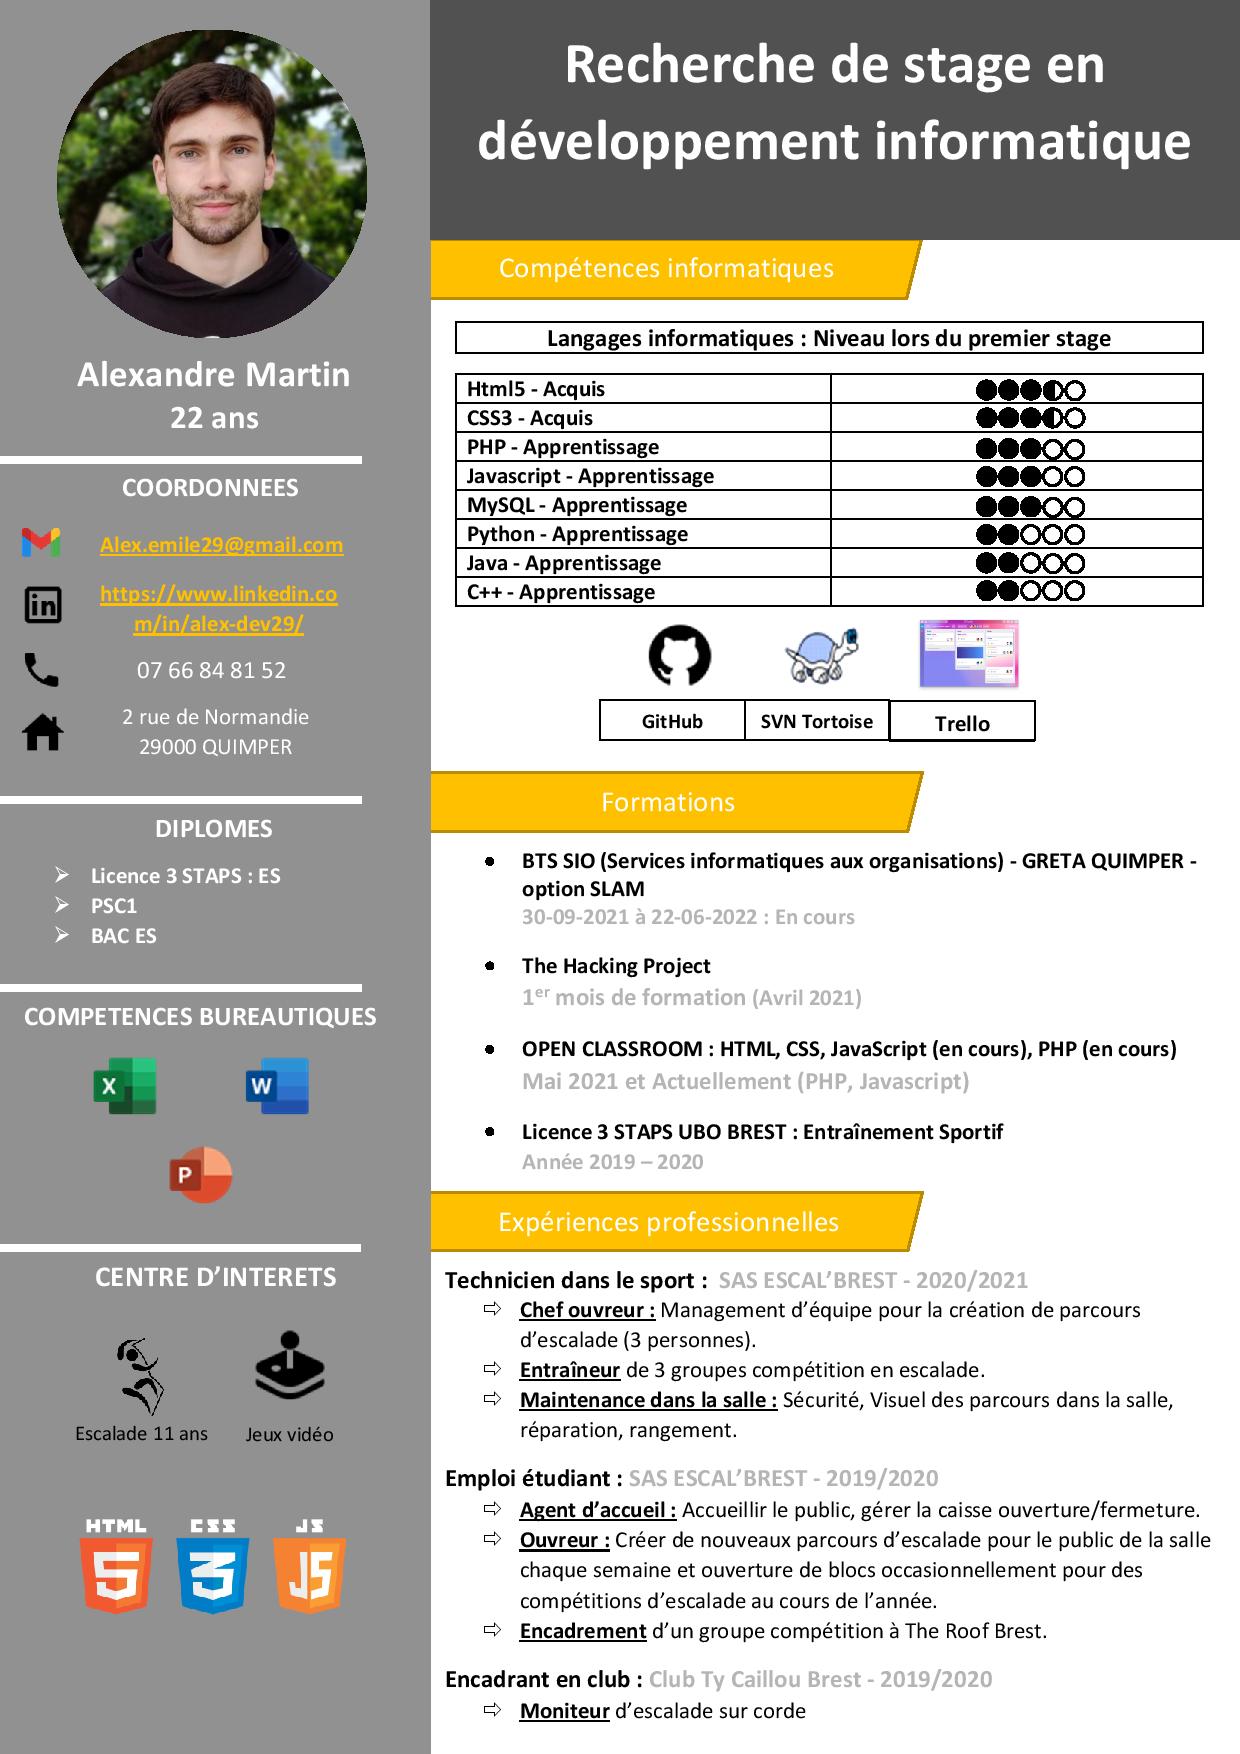 Recherche de stage en
développement informatique
Alexandre Martin
22 ans
COORDONNEES
Alex.emile29@gmail.com
https://www.linkedin.co
m/in/alex-dev29/
07 66 84 81 52
2 rue de Normandie
29000 QUIMPER
DIPLOMES
Licence 3 STAPS : ES
PSC1
BAC ES
COMPETENCES BUREAUTIQUES
X
W
P
CENTRE D’INTERETS
Escalade 11 ans
Jeux vidéo
HTML
CSS
JS
5
3
JS
Compétences informatiques
Langages informatiques : Niveau lors du premier stage
Html5 - Acquis
CSS3 - Acquis
PHP - Apprentissage
Javascript - Apprentissage
MySQL - Apprentissage
Python - Apprentissage
Java - Apprentissage
C++ - Apprentissage
GitHub
SVN Tortoise
Trello
Formations
BTS SIO (Services informatiques aux organisations) - GRETA QUIMPER -
option SLAM
30-09-2021 à 22-06-2022 : En cours
The Hacking Project
1er mois de formation (Avril 2021)
OPEN CLASSROOM : HTML, CSS, JavaScript (en cours), PHP (en cours)
Mai 2021 et Actuellement (PHP, Javascript)
Licence 3 STAPS UBO BREST : Entraînement Sportif
Année 2019 – 2020
Expériences professionnelles
Technicien dans le sport : SAS ESCAL’BREST - 2020/2021
Chef ouvreur : Management d’équipe pour la création de parcours
d’escalade (3 personnes).
Entraîneur de 3 groupes compétition en escalade.
Maintenance dans la salle : Sécurité, Visuel des parcours dans la salle,
réparation, rangement.
Emploi étudiant : SAS ESCAL’BREST - 2019/2020
Agent d’accueil : Accueillir le public, gérer la caisse ouverture/fermeture.
Ouvreur : Créer de nouveaux parcours d’escalade pour le public de la salle
chaque semaine et ouverture de blocs occasionnellement pour des
compétitions d’escalade au cours de l’année.
Encadrement d’un groupe compétition à The Roof Brest.
Encadrant en club : Club Ty Caillou Brest - 2019/2020
Moniteur d’escalade sur corde